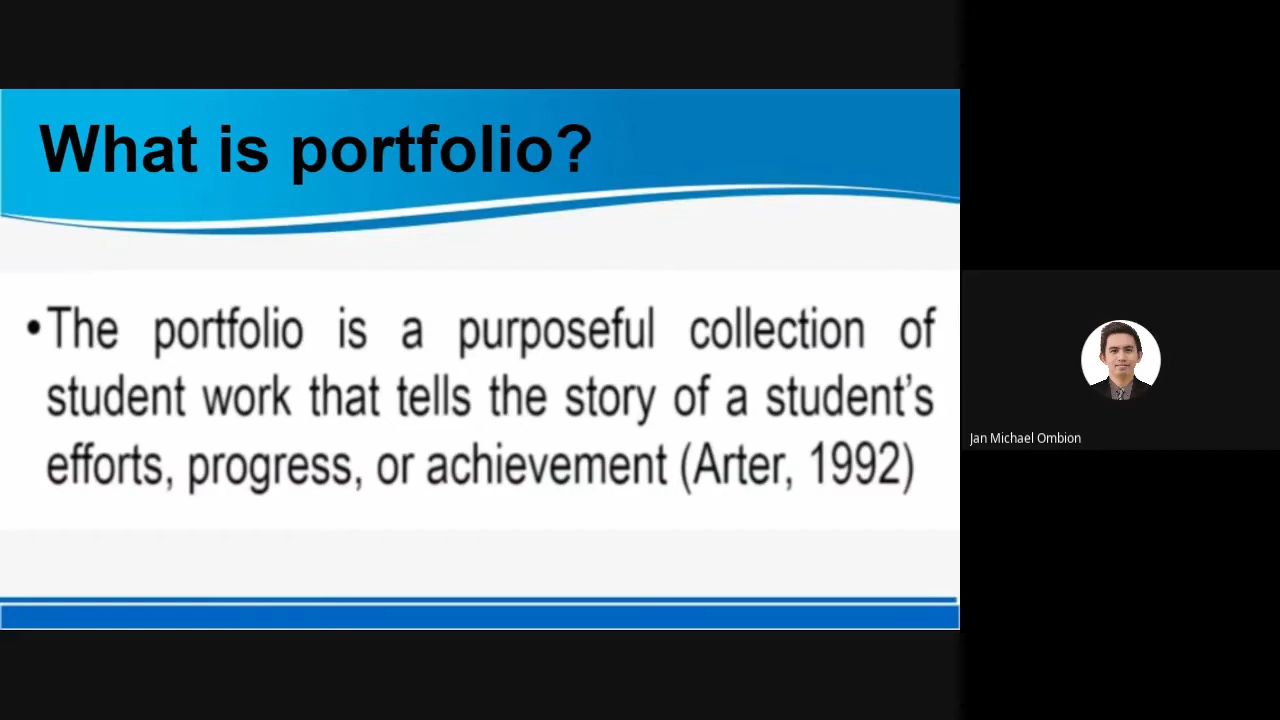 What is portfolio?
•The portfolio is a purposeful collection of
student work that tells the story of a student’s
efforts, progress, or achievement (Arter, 1992)
Jan Michael Ombion